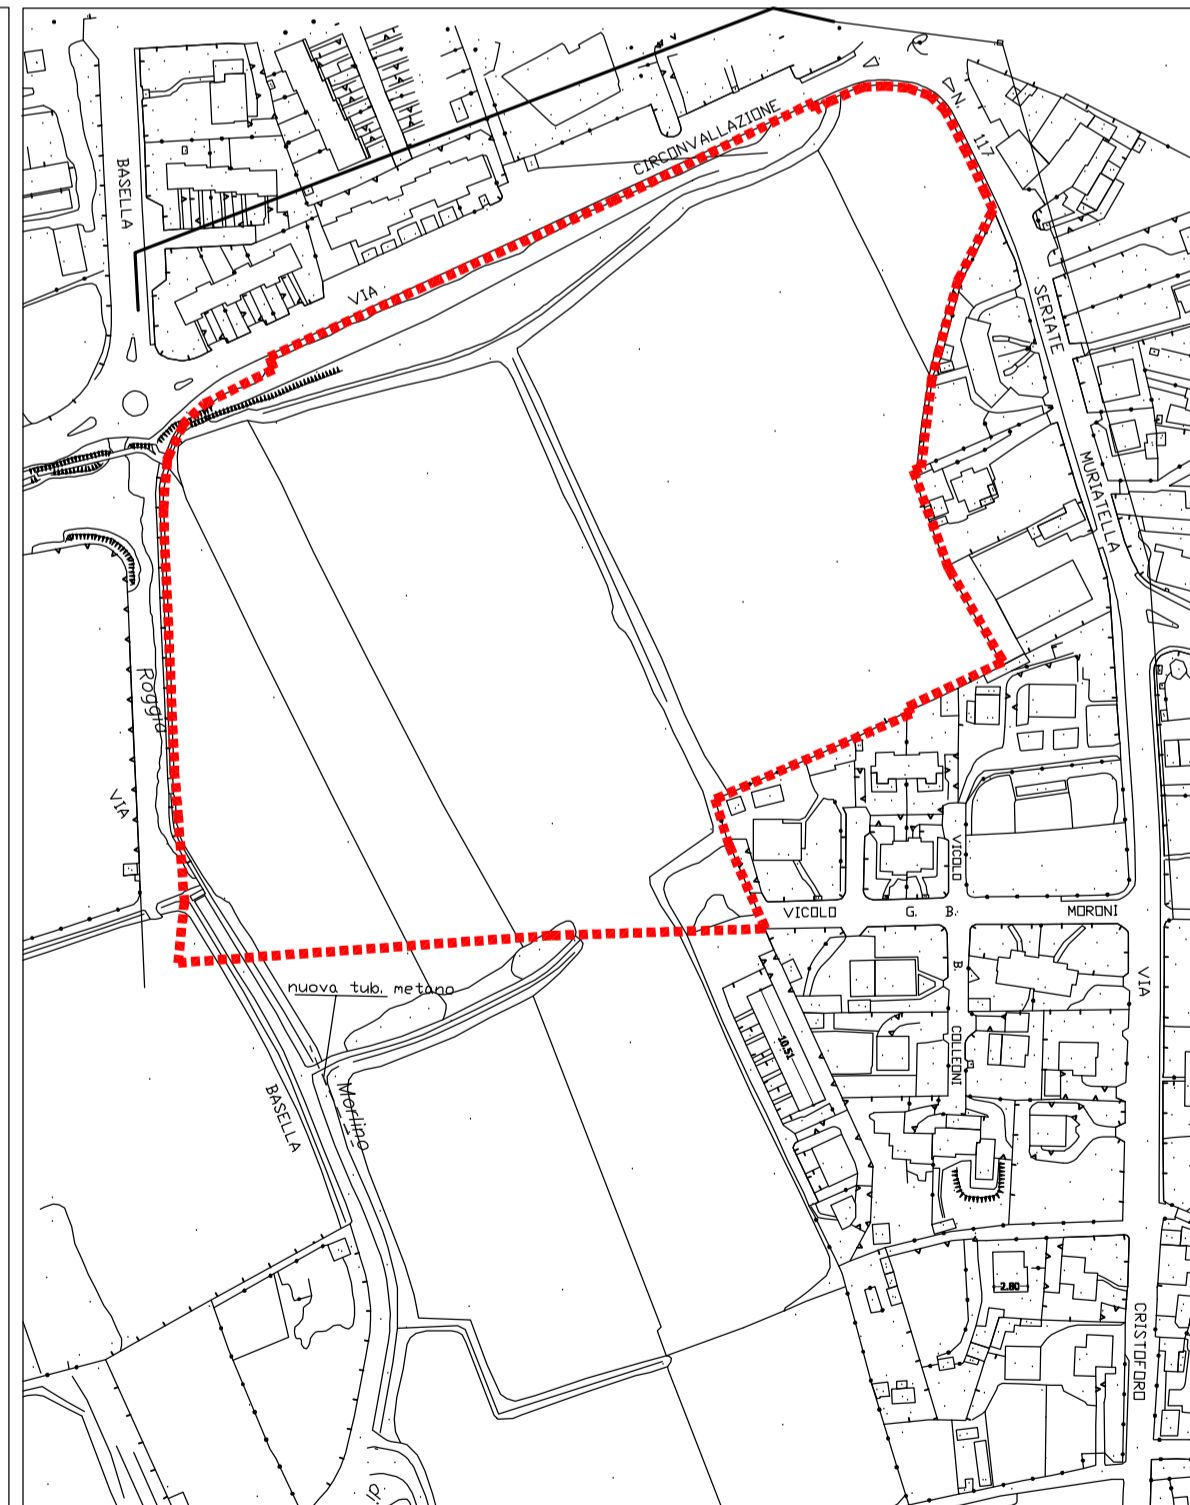 BASELLA
VIA
CIRCONVALLAZIONE
N. 117
SERIATE
MURIATELLA
Roggia
VIA
VICOLO
VICOLO
G. B.
MORONI
B.
COLLEONI
VIA
nuova tub. metano
10.51
BASELLA
Morlino
2.80
CRISTOFORO
di